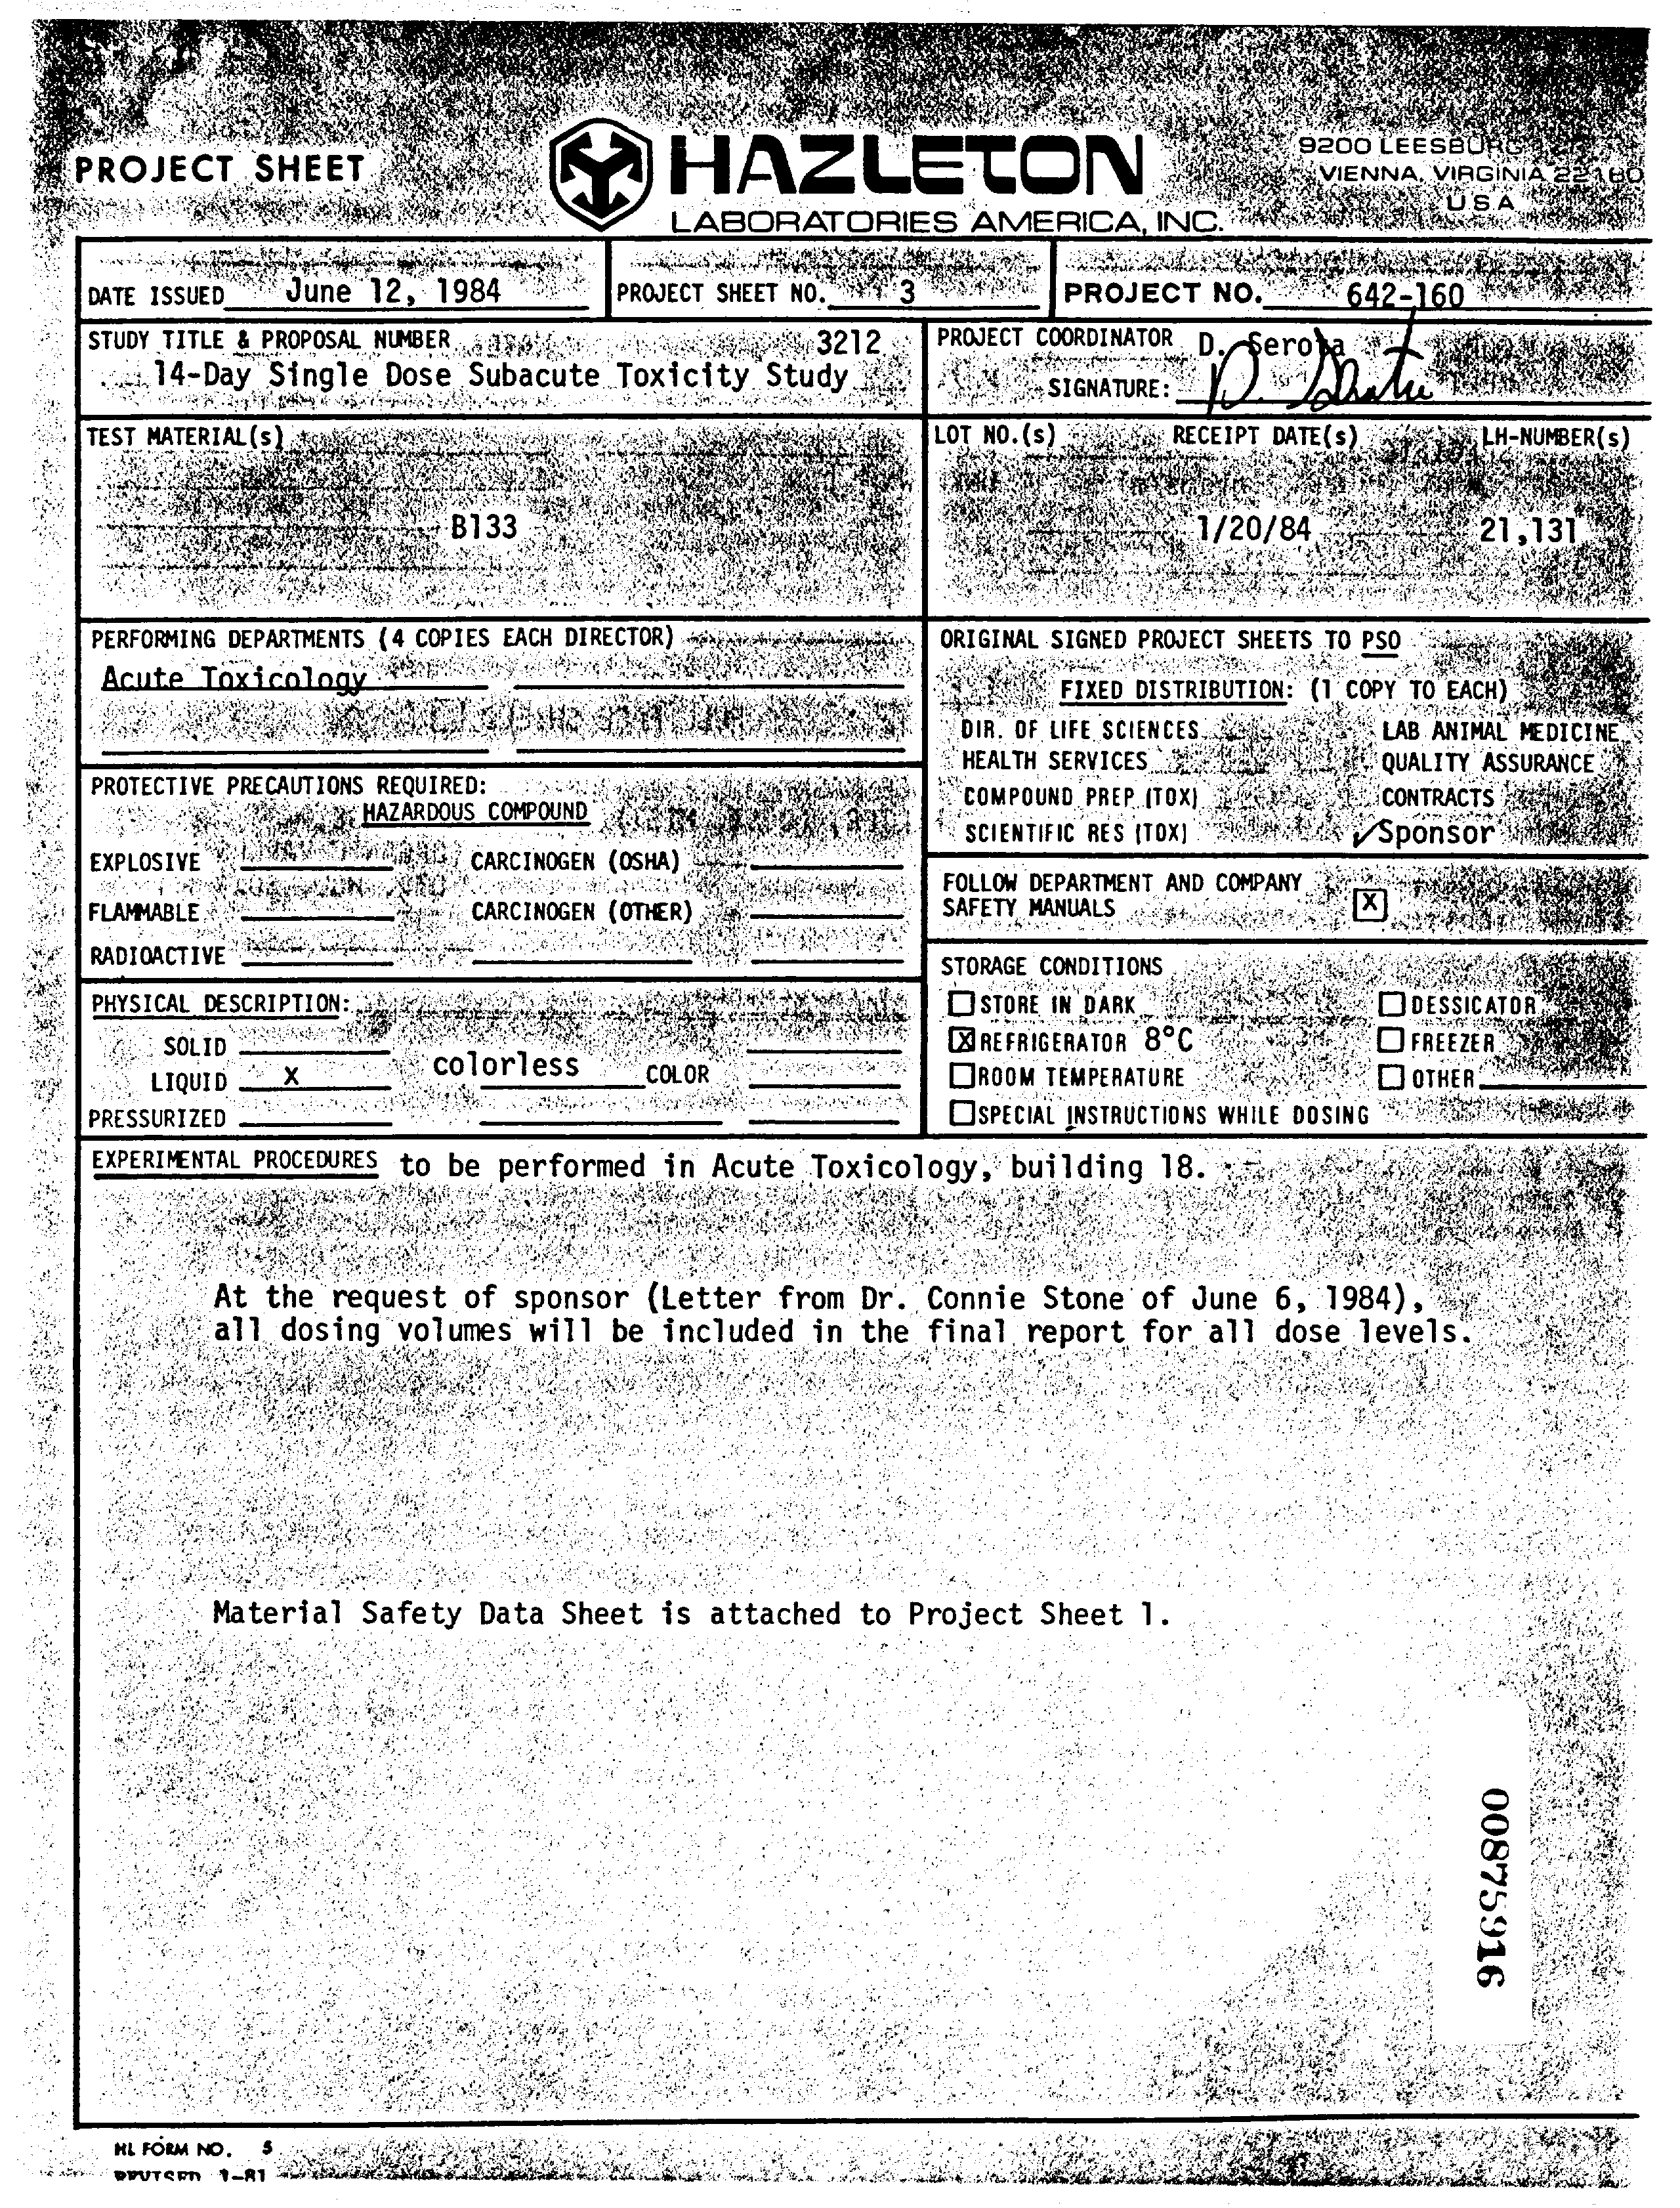 PROJECT SHEET
HAZLETON
LABORATORIES AMERICA, INC.
9200 LEESBURG
VIENNA, VIRGINIA 22180
USA
DATE ISSUED June 12, 1984
PROJECT SHEET NO. 3
PROJECT NO. 642-160
STUDY TITLE & PROPOSAL NUMBER 3212
14-Day Single Dose Subacute Toxicity Study
PROJECT COORDINATOR D. Serota
SIGNATURE: D. Serota
TEST MATERIAL(s)
B133
LOT NO.(s) RECEIPT DATE(s) LH-NUMBER(s)
1/20/84 21,131
PERFORMING DEPARTMENTS (4 COPIES EACH DIRECTOR)
Acute Toxicology
ORIGINAL SIGNED PROJECT SHEETS TO PSO
FIXED DISTRIBUTION: (1 COPY TO EACH)
DIR. OF LIFE SCIENCES LAB ANIMAL MEDICINE
HEALTH SERVICES QUALITY ASSURANCE
COMPOUND PREP (TOX) CONTRACTS
SCIENTIFIC RES (TOX) ✓Sponsor
PROTECTIVE PRECAUTIONS REQUIRED:
HAZARDOUS COMPOUND
EXPLOSIVE CARCINOGEN (OSHA)
FLAMMABLE CARCINOGEN (OTHER)
RADIOACTIVE
FOLLOW DEPARTMENT AND COMPANY
SAFETY MANUALS X
PHYSICAL DESCRIPTION:
SOLID
LIQUID X colorless COLOR
PRESSURIZED
STORAGE CONDITIONS
☐ STORE IN DARK ☐ DESSICATOR
☒ REFRIGERATOR 8°C ☐ FREEZER
☐ ROOM TEMPERATURE ☐ OTHER
☐ SPECIAL INSTRUCTIONS WHILE DOSING
EXPERIMENTAL PROCEDURES to be performed in Acute Toxicology, building 18.
At the request of sponsor (Letter from Dr. Connie Stone of June 6, 1984),
all dosing volumes will be included in the final report for all dose levels.
Material Safety Data Sheet is attached to Project Sheet 1.
00875916
HL FORM NO. 5
REVISED 1-81